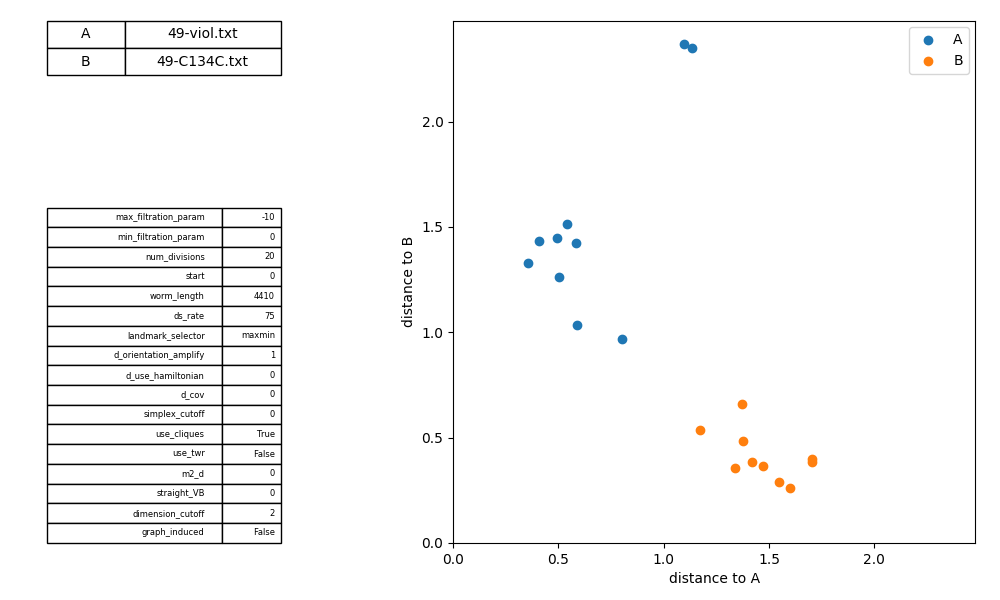 A 49-viol.txt
B 49-C134C.txt
max_filtration_param -10
min_filtration_param 0
num_divisions 20
start 0
worm_length 4410
ds_rate 75
landmark_selector maxmin
d_orientation_amplify 1
d_use_hamiltonian 0
d_cov 0
simplex_cutoff 0
use_cliques True
use_twr False
m2_d 0
straight_VB 0
dimension_cutoff 2
graph_induced False
A
B
distance to B
2.0
1.5
1.0
0.5
0.0
0.0 0.5 1.0 1.5 2.0
distance to A